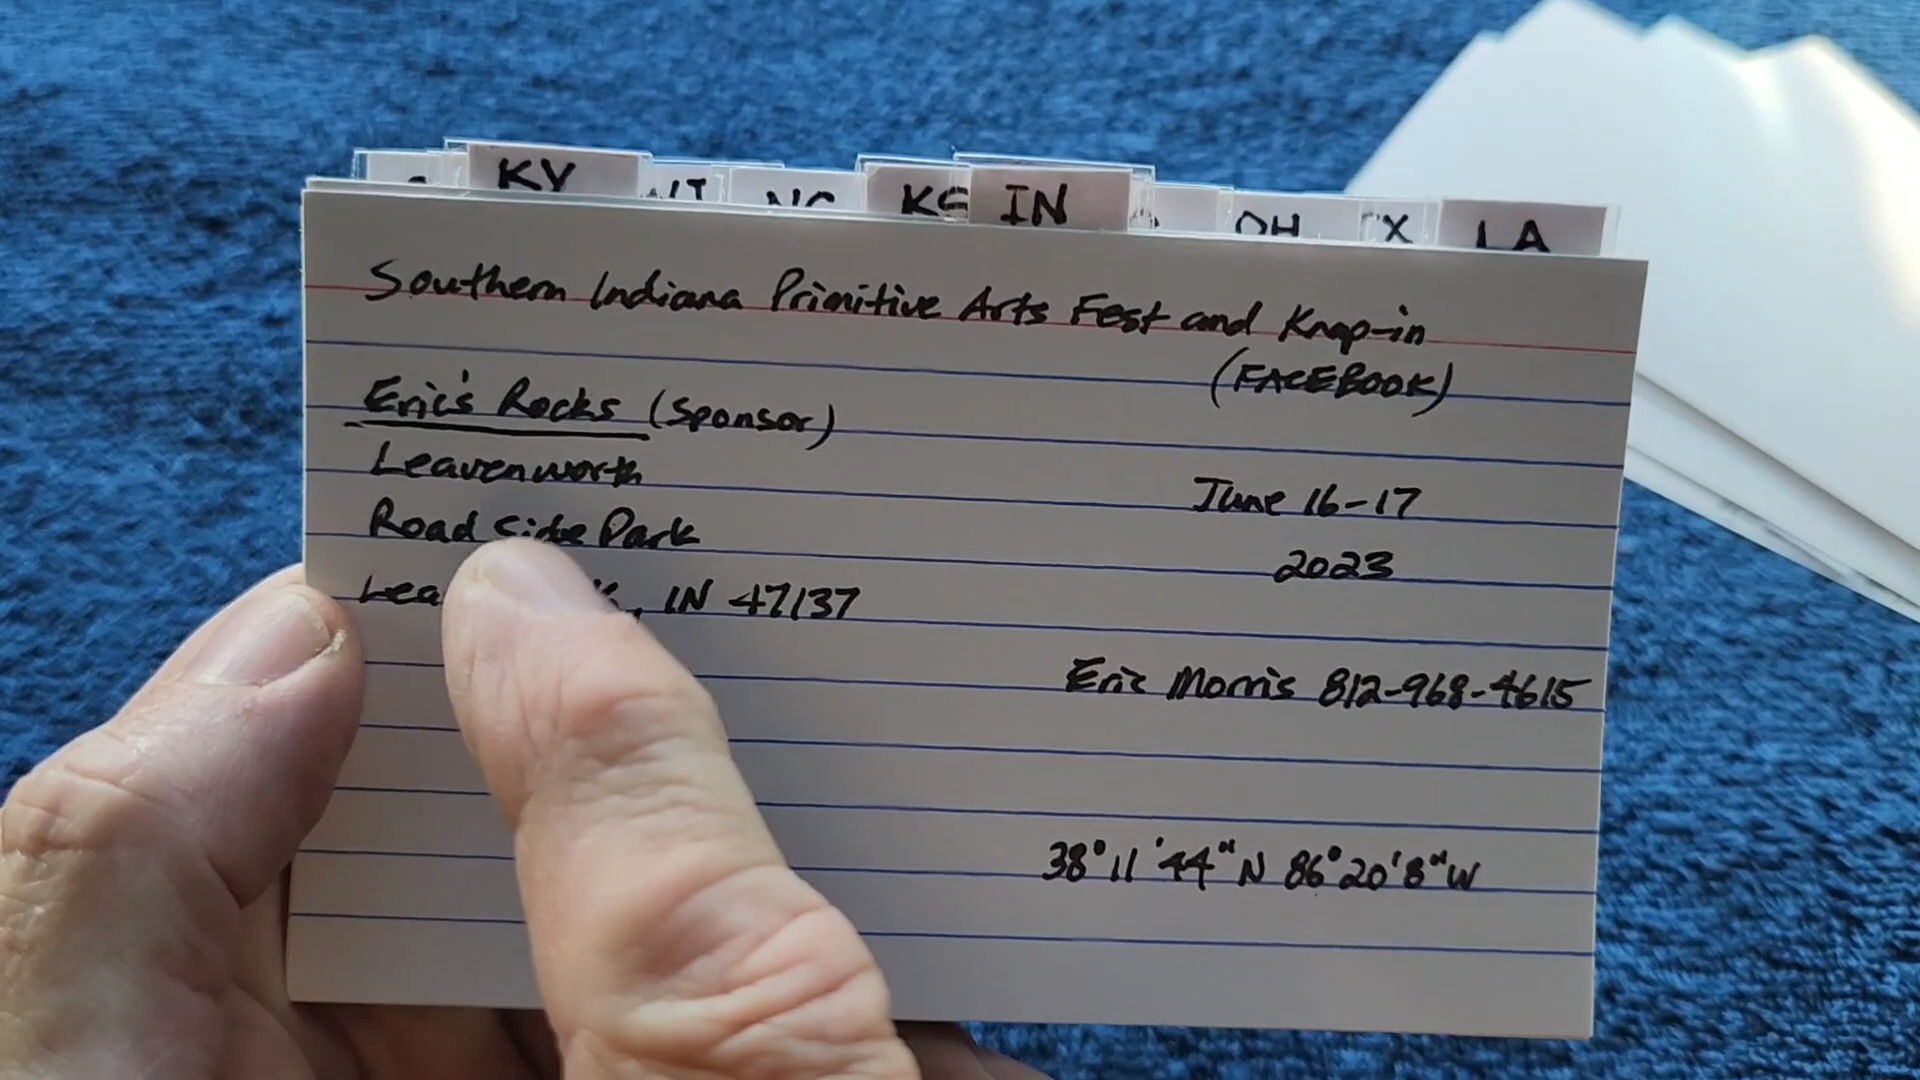 KY
IN
OH
LA
Southern Indiana Primitive Arts Fest and Knap-in
(FACEBOOK)
Eric's Rocks (Sponsor)
Leavenworth
June 16-17
Road Side Park
2023
IN 47137
Eric Morris 812-968-4615
38°11'44"N 86°20'8"W